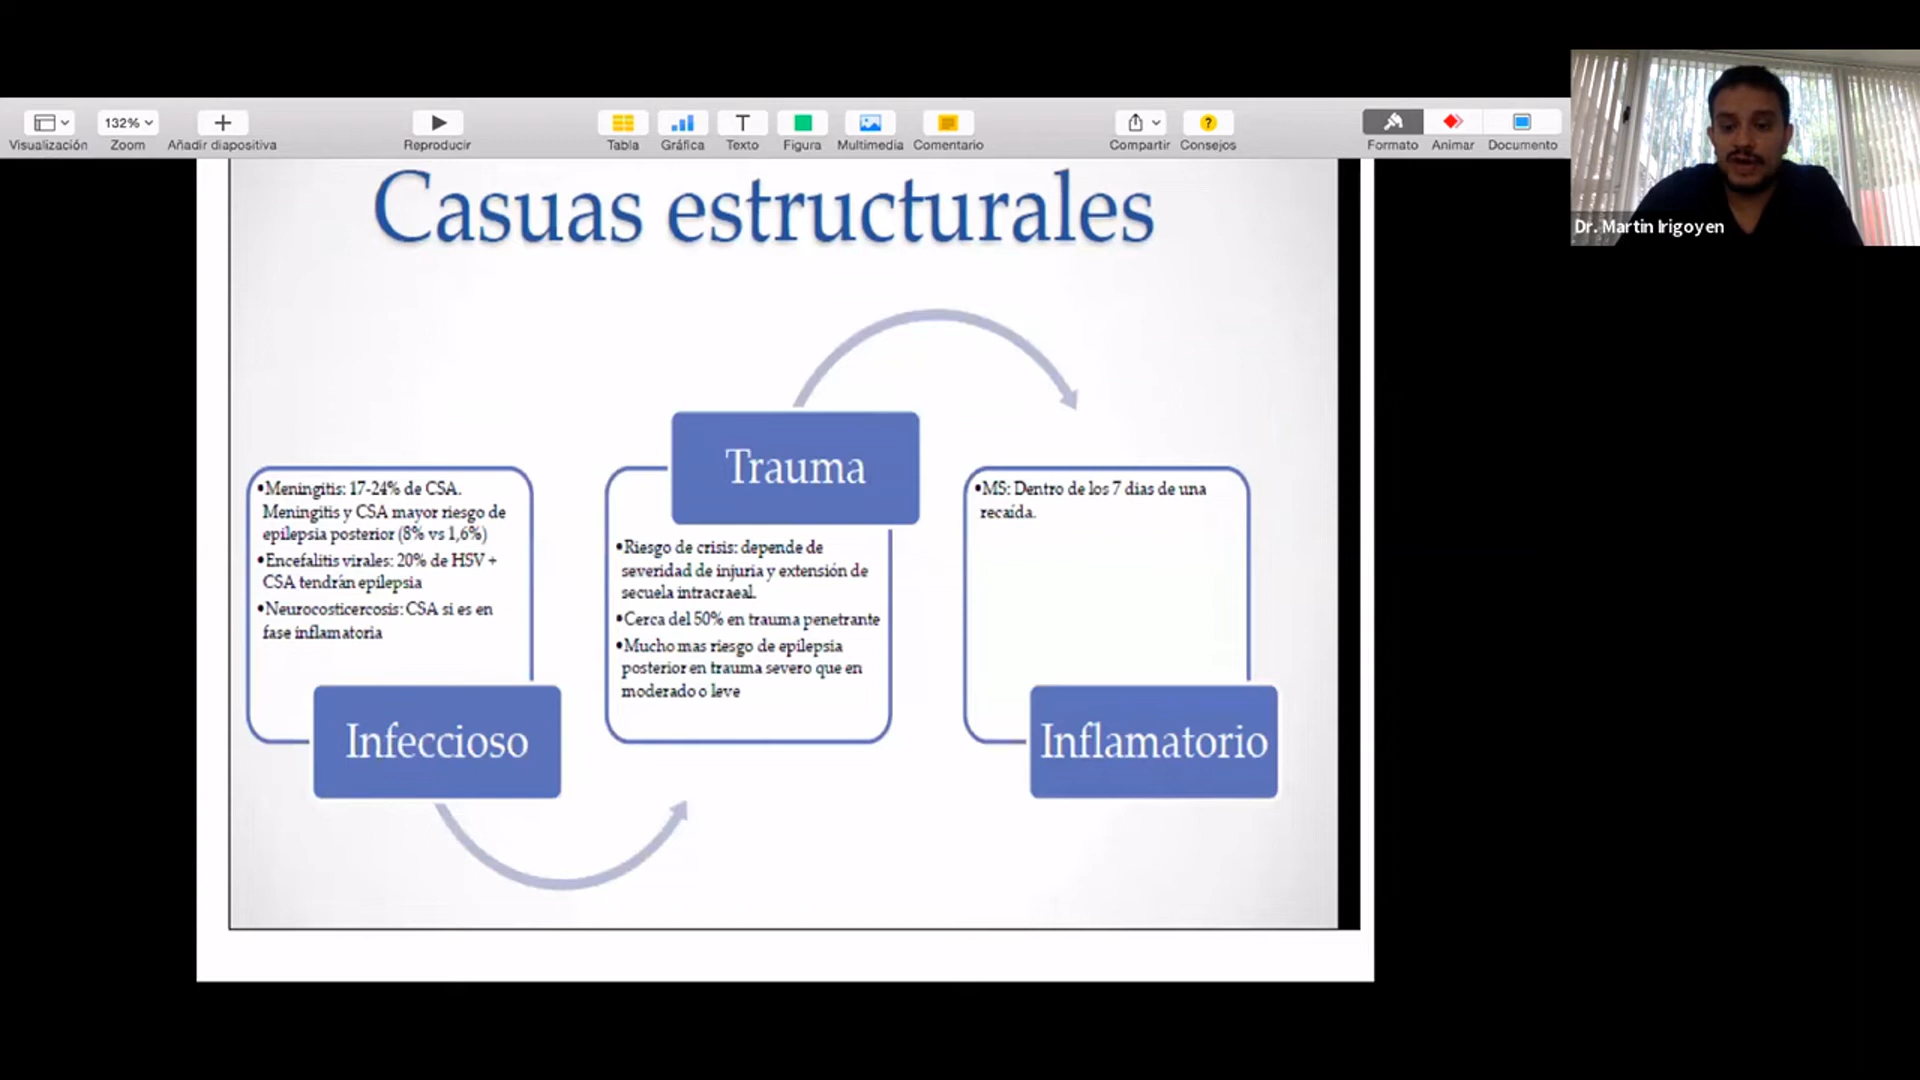 132%
Visualización
Zoom
Añadir diapositiva
Reproducir
Tabla
Gráfica
Texto
Figura
Multimedia
Comentario
Compartir
Consejos
Formato
Animar
Documento
Dr. Martin Irigoyen
Casuas estructurales
•Meningitis: 17-24% de CSA.
Meningitis y CSA mayor riesgo de
epilepsia posterior (8% vs 1,6%)
•Encefalitis virales: 20% de HSV +
CSA tendrán epilepsia
•Neurocosticercosis: CSA si es en
fase inflamatoria
Infeccioso
Trauma
•Riesgo de crisis: depende de
severidad de injuria y extensión de
secuela intracraeal.
•Cerca del 50% en trauma penetrante
•Mucho mas riesgo de epilepsia
posterior en trauma severo que en
moderado o leve
•MS: Dentro de los 7 dias de una
recaída.
Inflamatorio